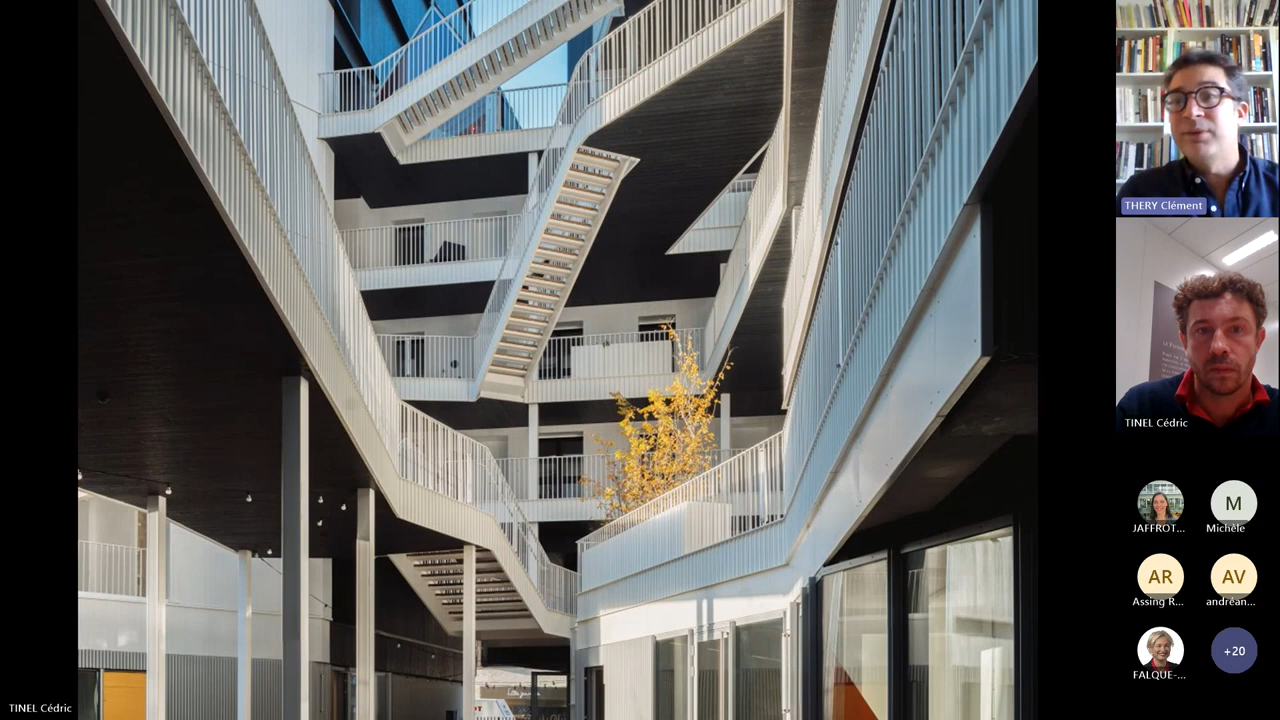 THERY Clément
TINEL Cédric
JAFFROT...
M
Michèle
AR
Assing R...
AV
andréan...
FALQUE-...
+20
TINEL Cédric